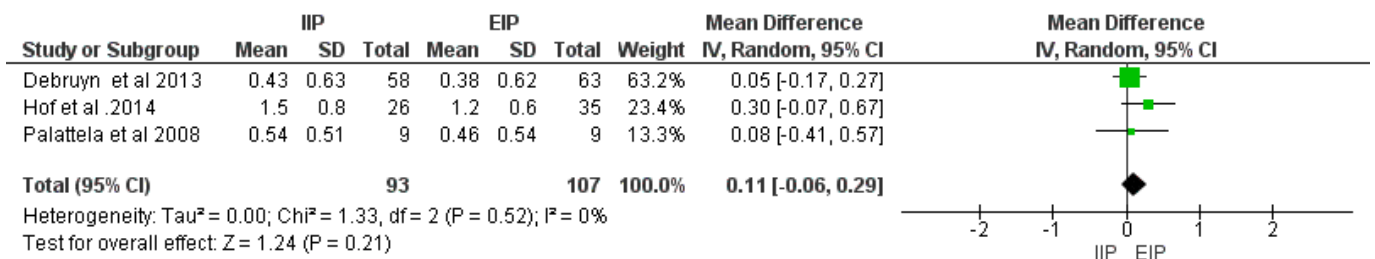 IIP EIP Mean Difference Mean Difference
Study or Subgroup Mean SD Total Mean SD Total Weight IV, Random, 95% CI IV, Random, 95% CI
Debruyn et al 2013 0.43 0.63 58 0.38 0.62 63 63.2% 0.05 [-0.17, 0.27]
Hof et al .2014 1.5 0.8 26 1.2 0.6 35 23.4% 0.30 [-0.07, 0.67]
Palattela et al 2008 0.54 0.51 9 0.46 0.54 9 13.3% 0.08 [-0.41, 0.57]
Total (95% CI) 93 107 100.0% 0.11 [-0.06, 0.29]
Heterogeneity: Tau² = 0.00; Chi² = 1.33, df = 2 (P = 0.52); I² = 0%
Test for overall effect: Z = 1.24 (P = 0.21)
-2 -1 0 1 2
IIP EIP